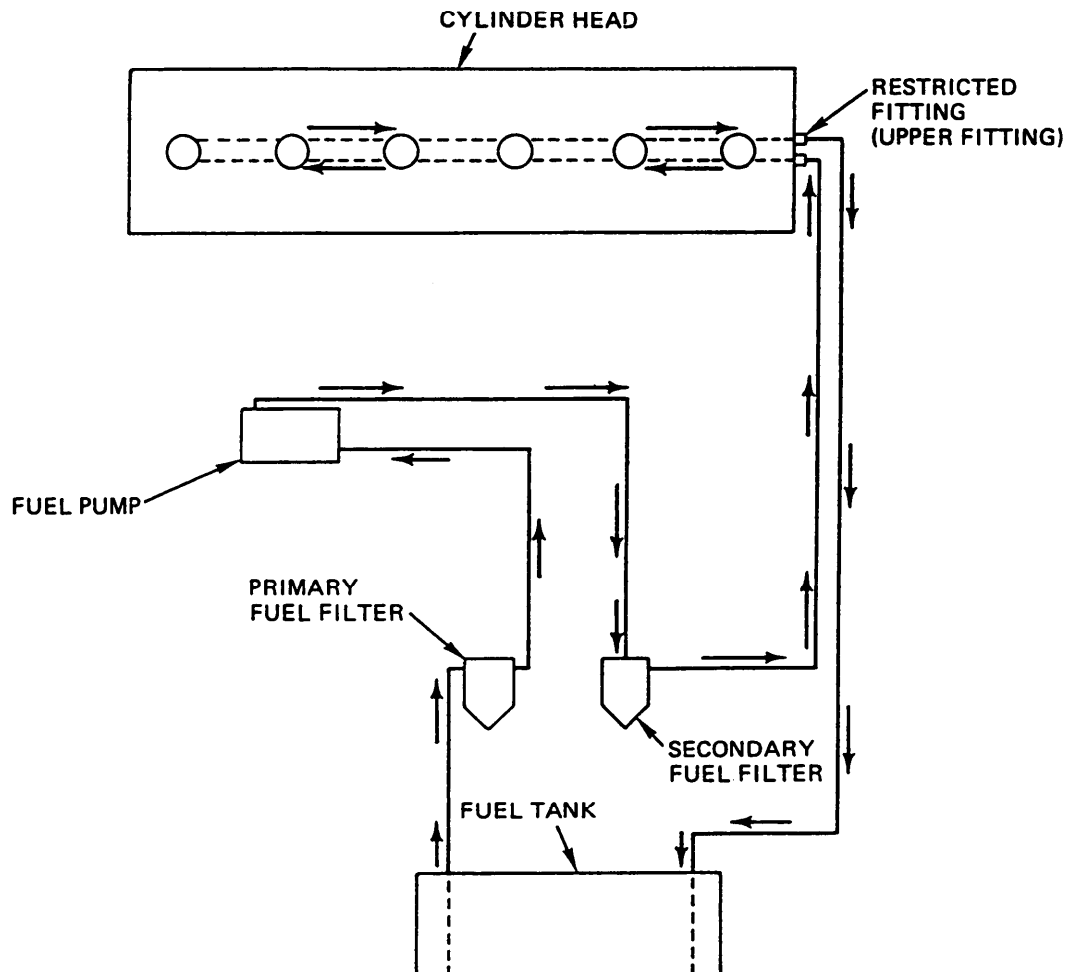 CYLINDER HEAD
RESTRICTED
FITTING
(UPPER FITTING)
FUEL PUMP
PRIMARY
FUEL FILTER
SECONDARY
FUEL FILTER
FUEL TANK